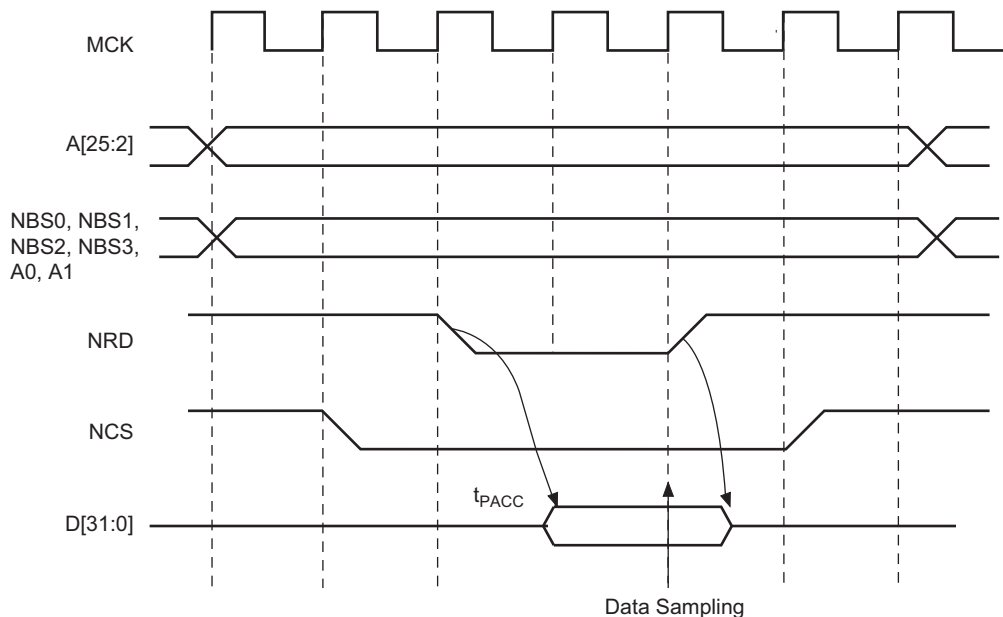 MCK
A[25:2]
NBS0, NBS1,
NBS2, NBS3,
A0, A1
NRD
NCS
tPACC
D[31:0]
Data Sampling